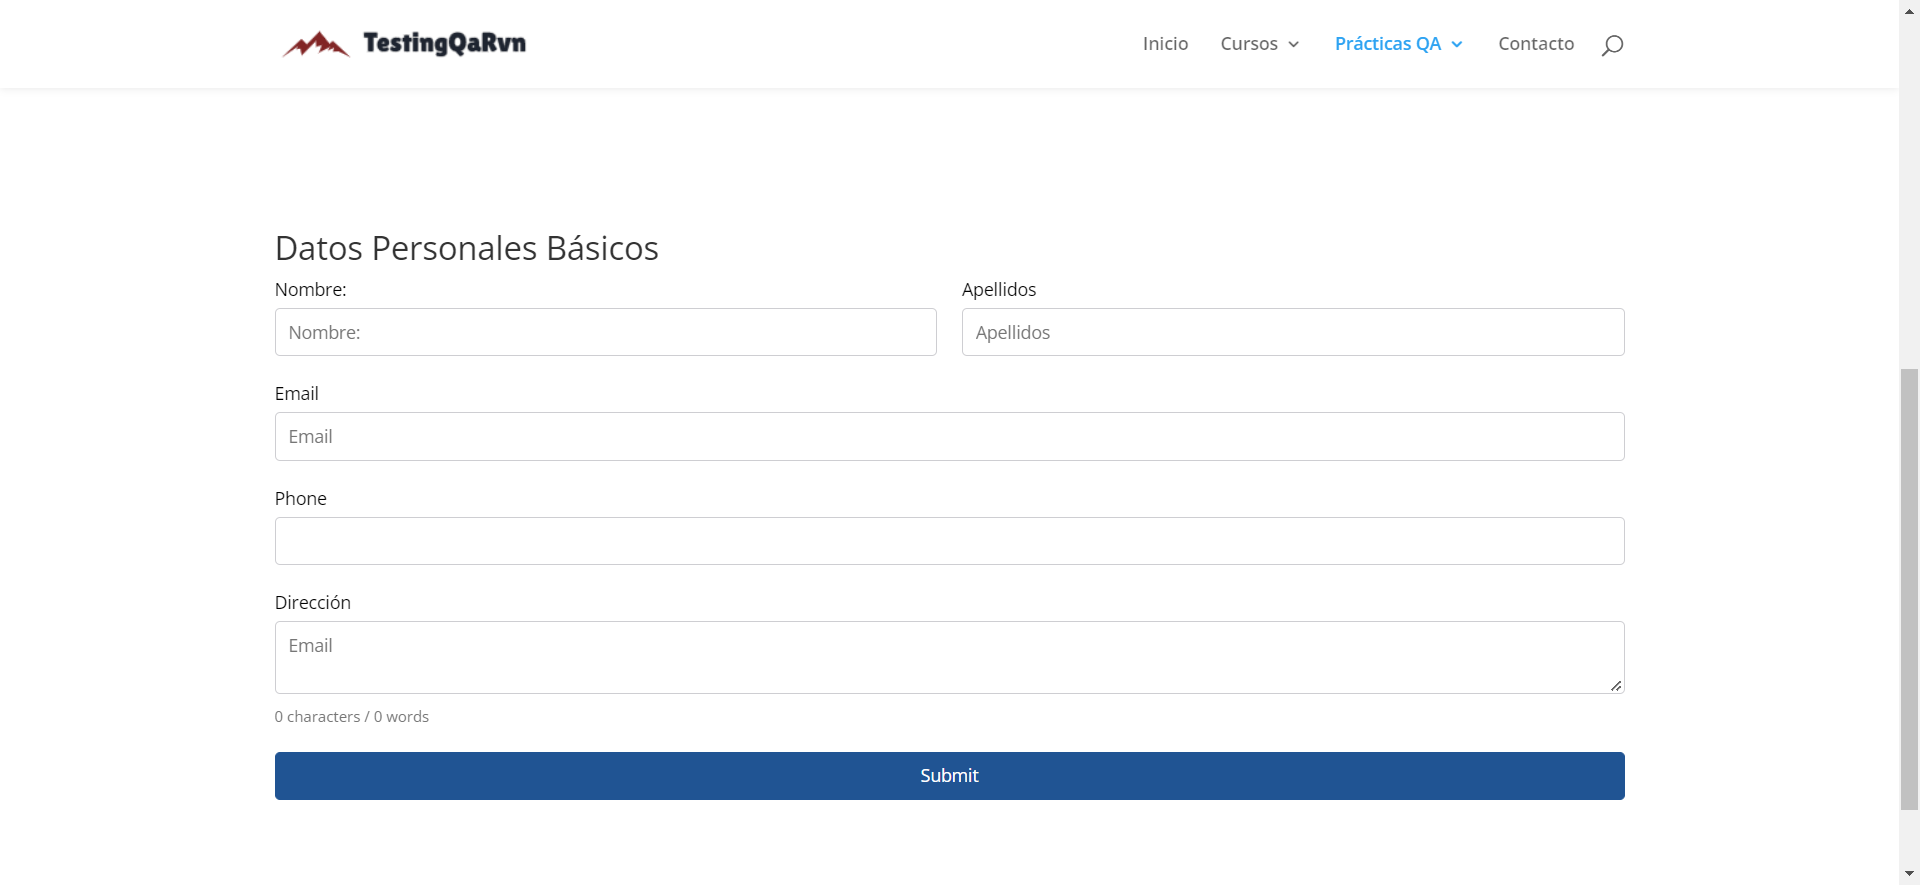 TestingQaRvn
Inicio Cursos Prácticas QA Contacto
Datos Personales Básicos
Nombre: Apellidos
Nombre: Apellidos
Email
Email
Phone
Dirección
Email
0 characters / 0 words
Submit